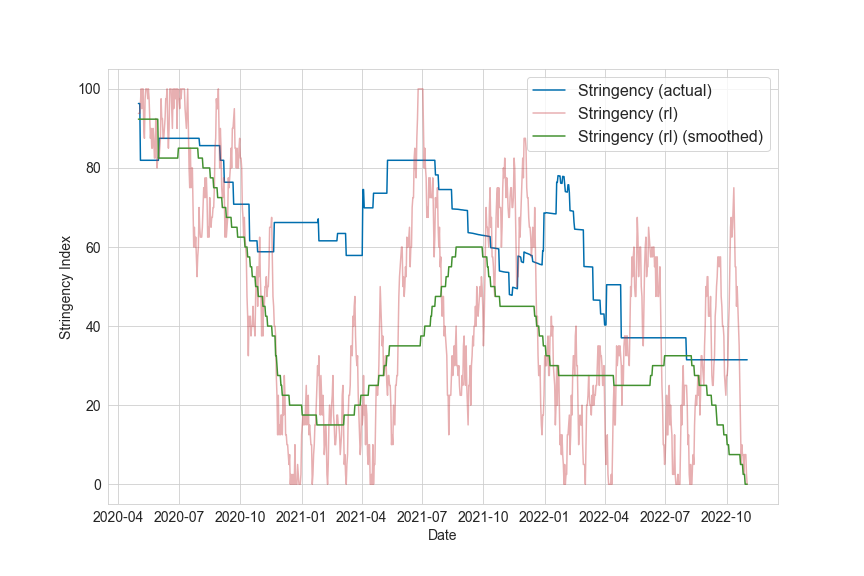 Stringency (actual)
Stringency (rl)
Stringency (rl) (smoothed)
100
80
60
40
20
0
Stringency Index
2020-04 2020-07 2020-10 2021-01 2021-04 2021-07 2021-10 2022-01 2022-04 2022-07 2022-10
Date